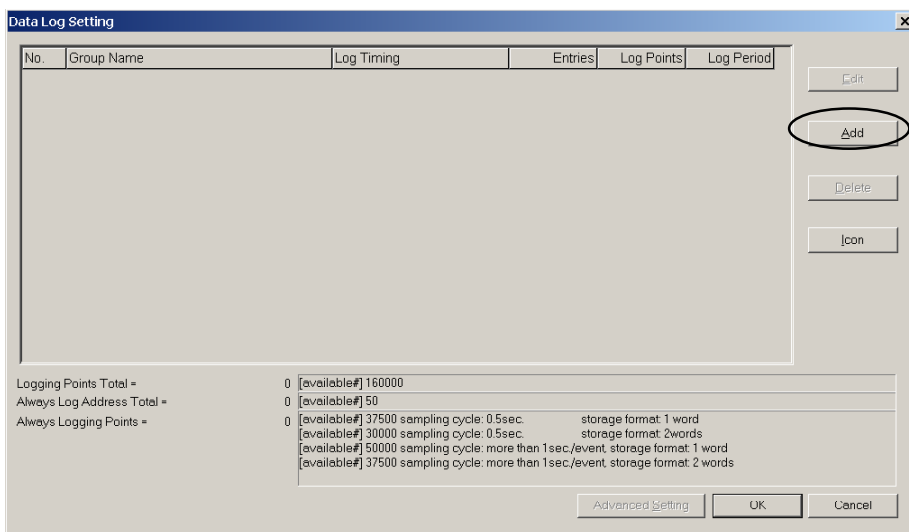 Data Log Setting
No. Group Name Log Timing Entries Log Points Log Period
Edit
Add
Delete
Icon
Logging Points Total = 0 [available#] 160000
Always Log Address Total = 0 [available#] 50
Always Logging Points = 0 [available#] 37500 sampling cycle: 0.5sec. storage format: 1 word
[available#] 30000 sampling cycle: 0.5sec. storage format: 2words
[available#] 50000 sampling cycle: more than 1sec./event, storage format: 1 word
[available#] 37500 sampling cycle: more than 1sec./event, storage format: 2 words
Advanced Setting OK Cancel